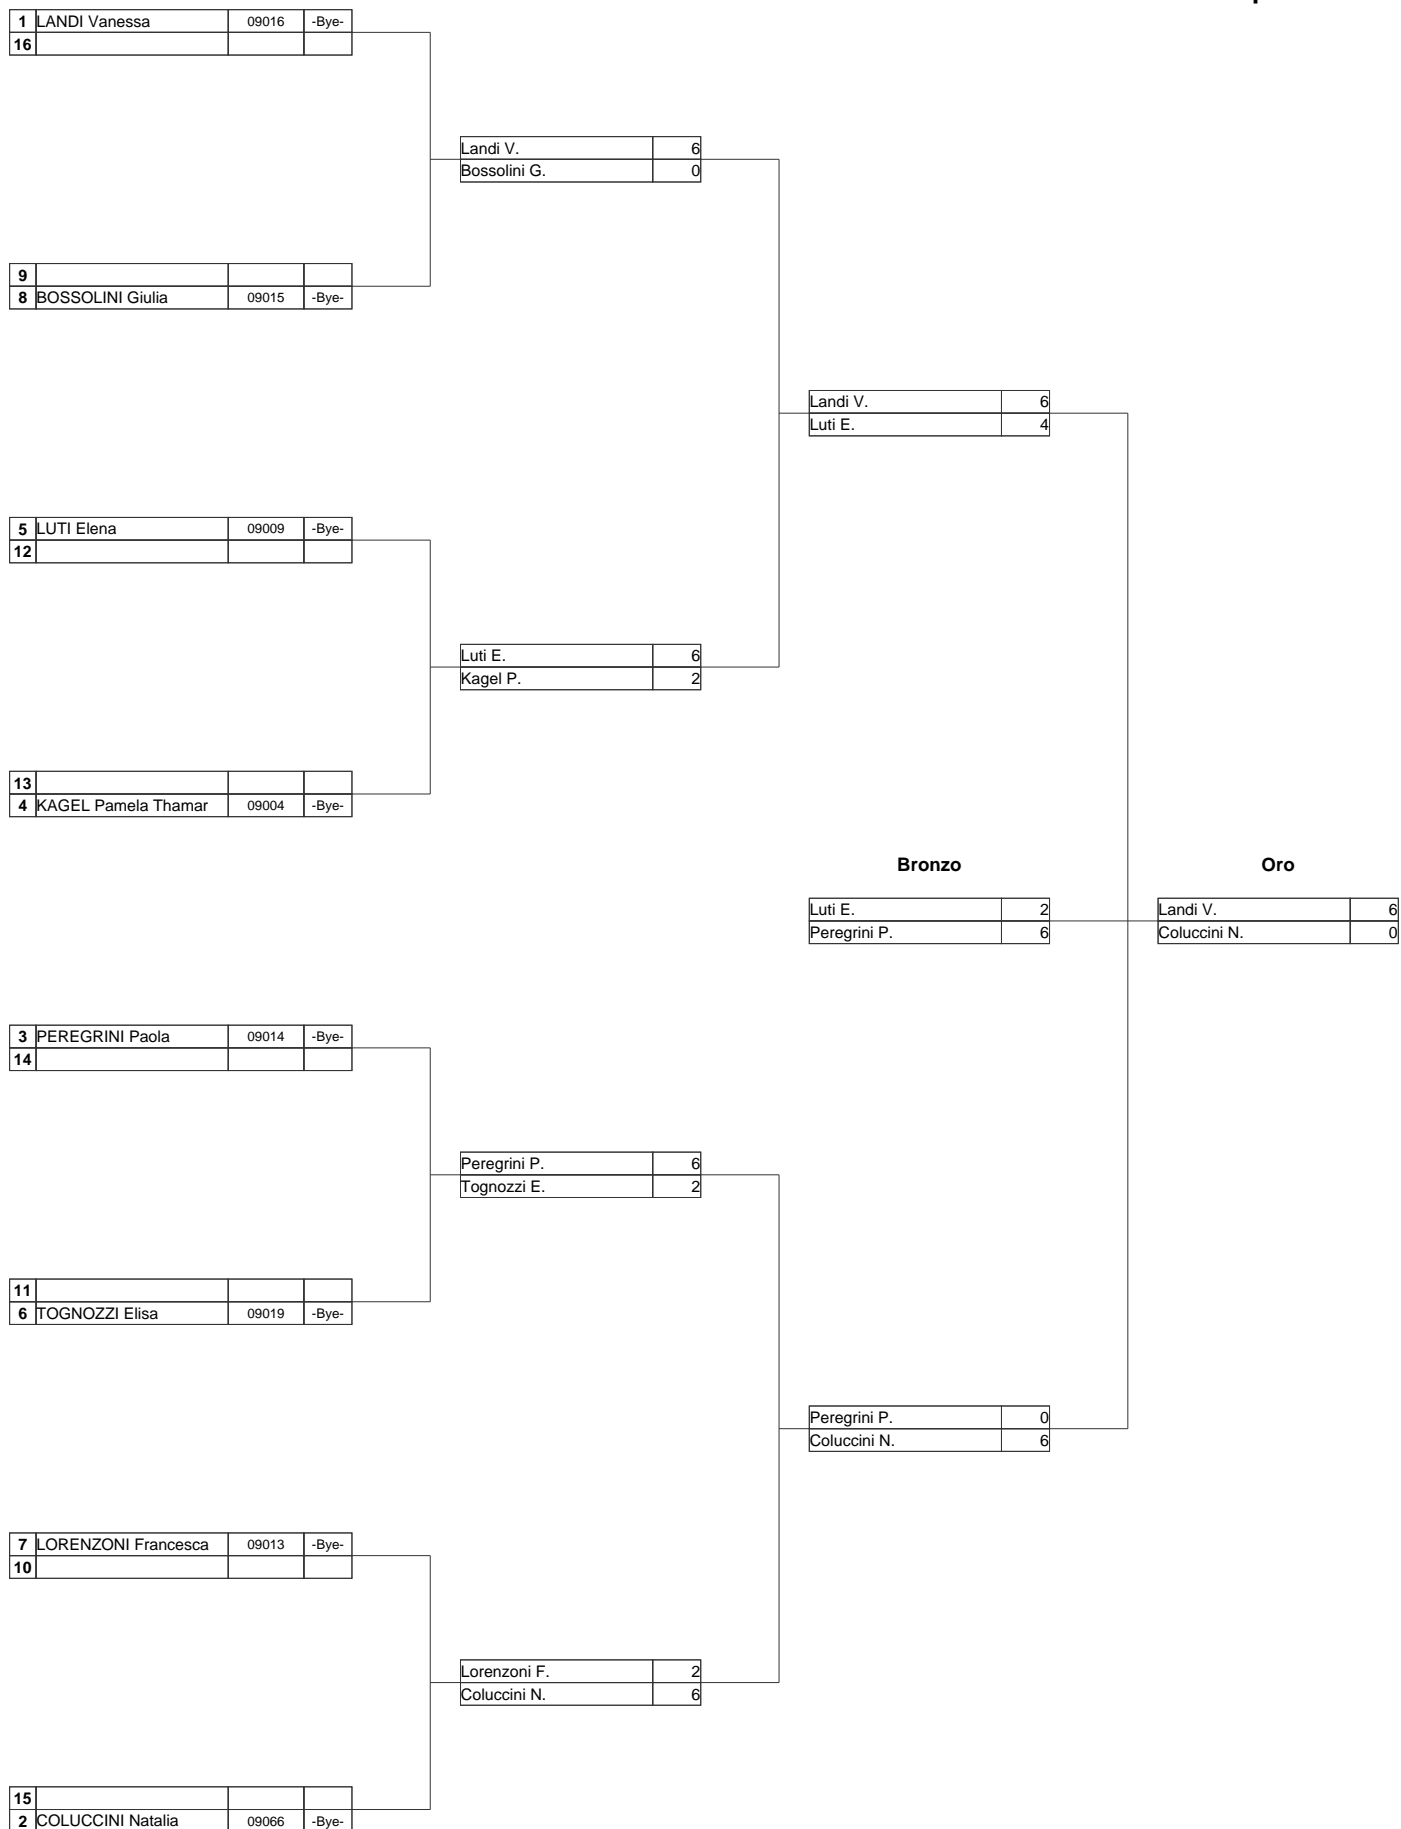 1 LANDI Vanessa 09016 -Bye-
16
Landi V. 6
Bossolini G. 0
9
8 BOSSOLINI Giulia 09015 -Bye-
Landi V. 6
Luti E. 4
5 LUTI Elena 09009 -Bye-
12
Luti E. 6
Kagel P. 2
13
4 KAGEL Pamela Thamar 09004 -Bye-
Bronzo Oro
Luti E. 2 Landi V. 6
Peregrini P. 6 Coluccini N. 0
3 PEREGRINI Paola 09014 -Bye-
14
Peregrini P. 6
Tognozzi E. 2
11
6 TOGNOZZI Elisa 09019 -Bye-
Peregrini P. 0
Coluccini N. 6
7 LORENZONI Francesca 09013 -Bye-
10
Lorenzoni F. 2
Coluccini N. 6
15
2 COLUCCINI Natalia 09066 -Bye-